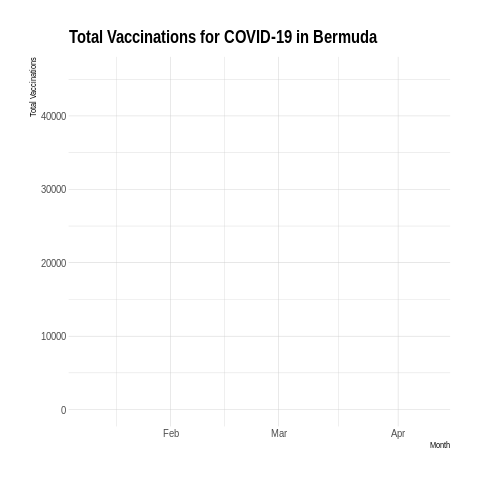 Total Vaccinations for COVID-19 in Bermuda
Total Vaccinations
40000
30000
20000
10000
0
Feb Mar Apr
Month